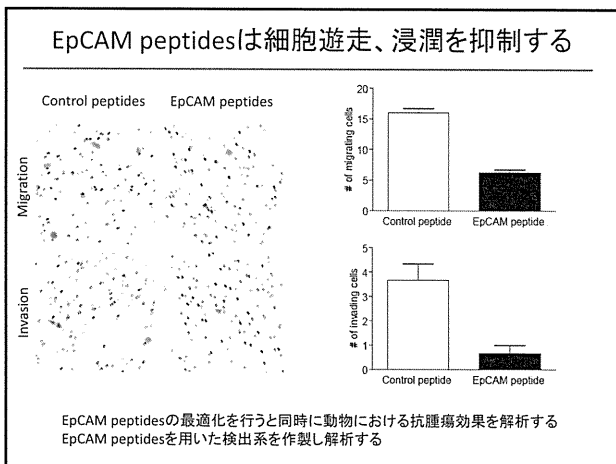 EpCAM peptidesは細胞遊走、浸潤を抑制する
Control peptides
EpCAM peptides
Migration
Invasion
# of migrating cells
20
15
10
5
0
Control peptide
EpCAM peptide
# of invading cells
5
4
3
2
1
0
Control peptide
EpCAM peptide
EpCAM peptidesの最適化を行うと同時に動物における抗腫瘍効果を解析する
EpCAM peptidesを用いた検出系を作製し解析する